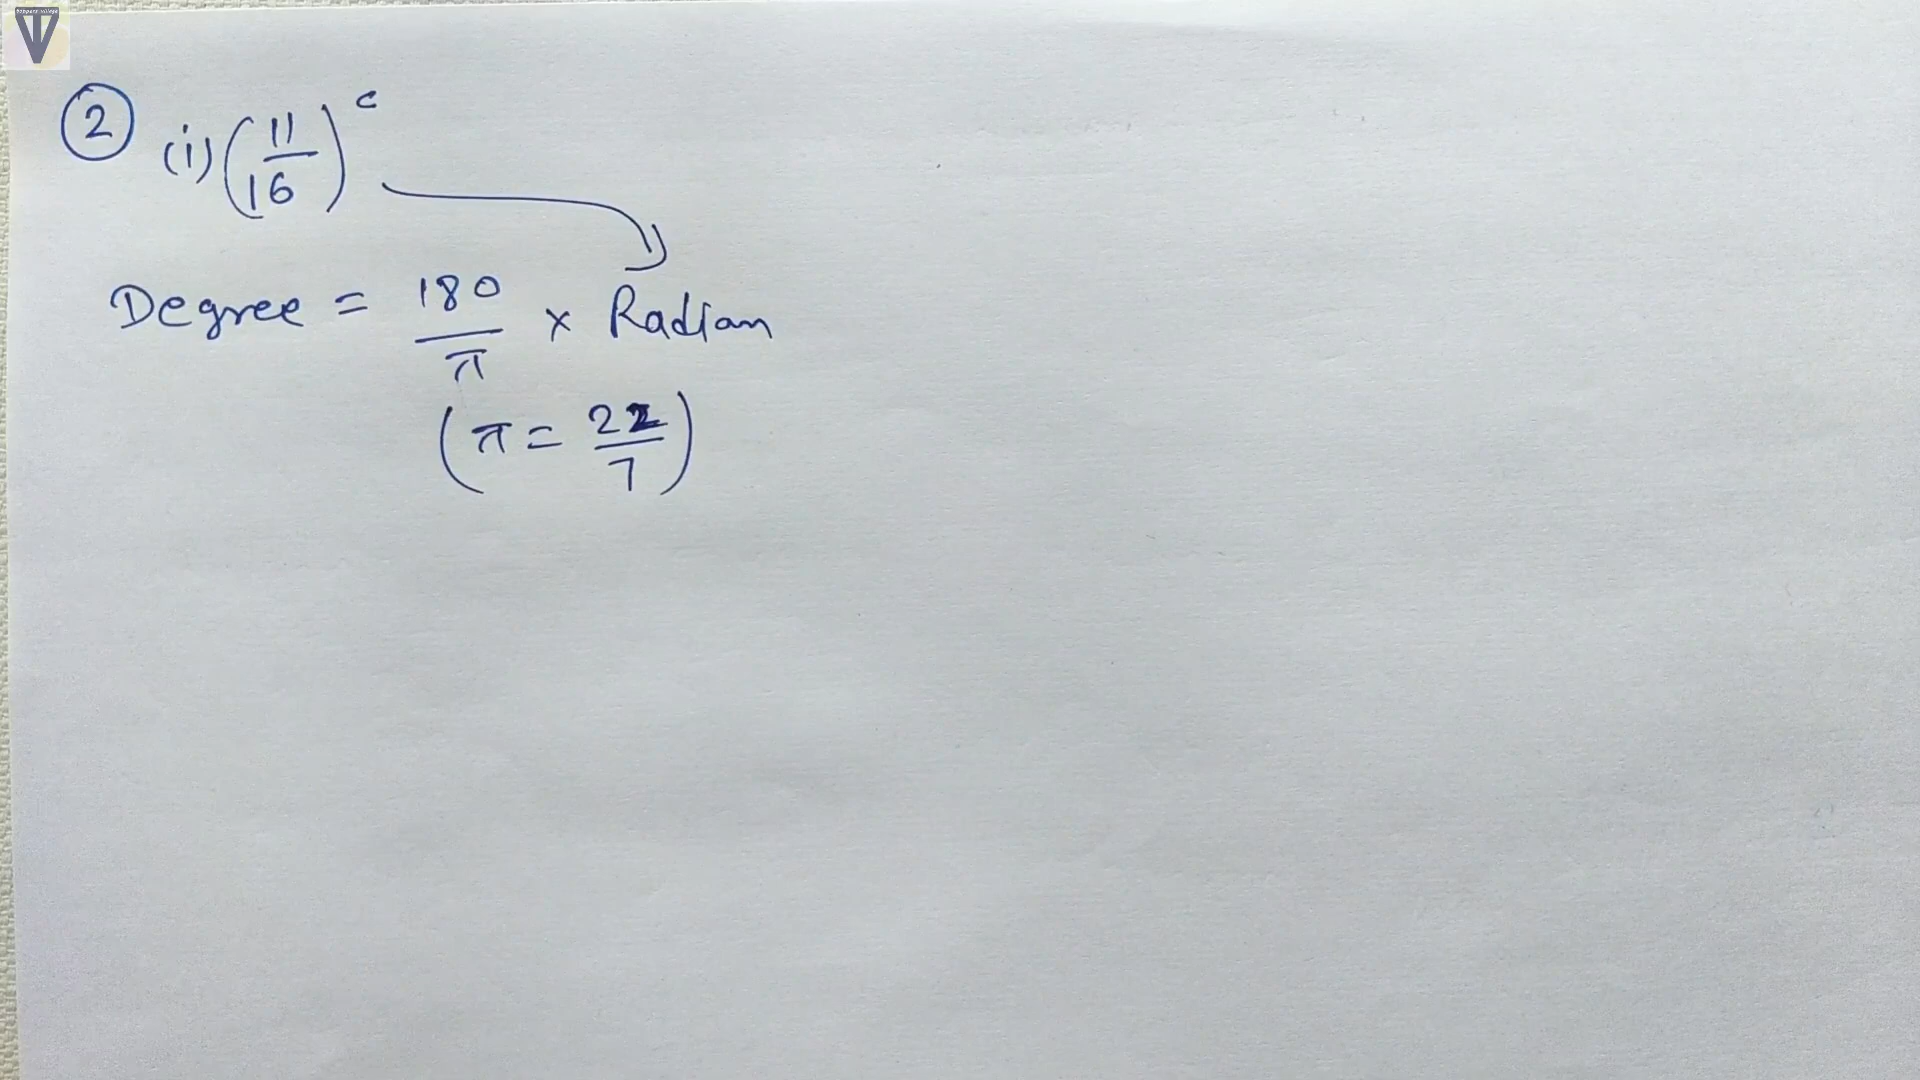 ② (i) (11/16)ᶜ
Degree = 180/π × Radian
(π = 22/7)